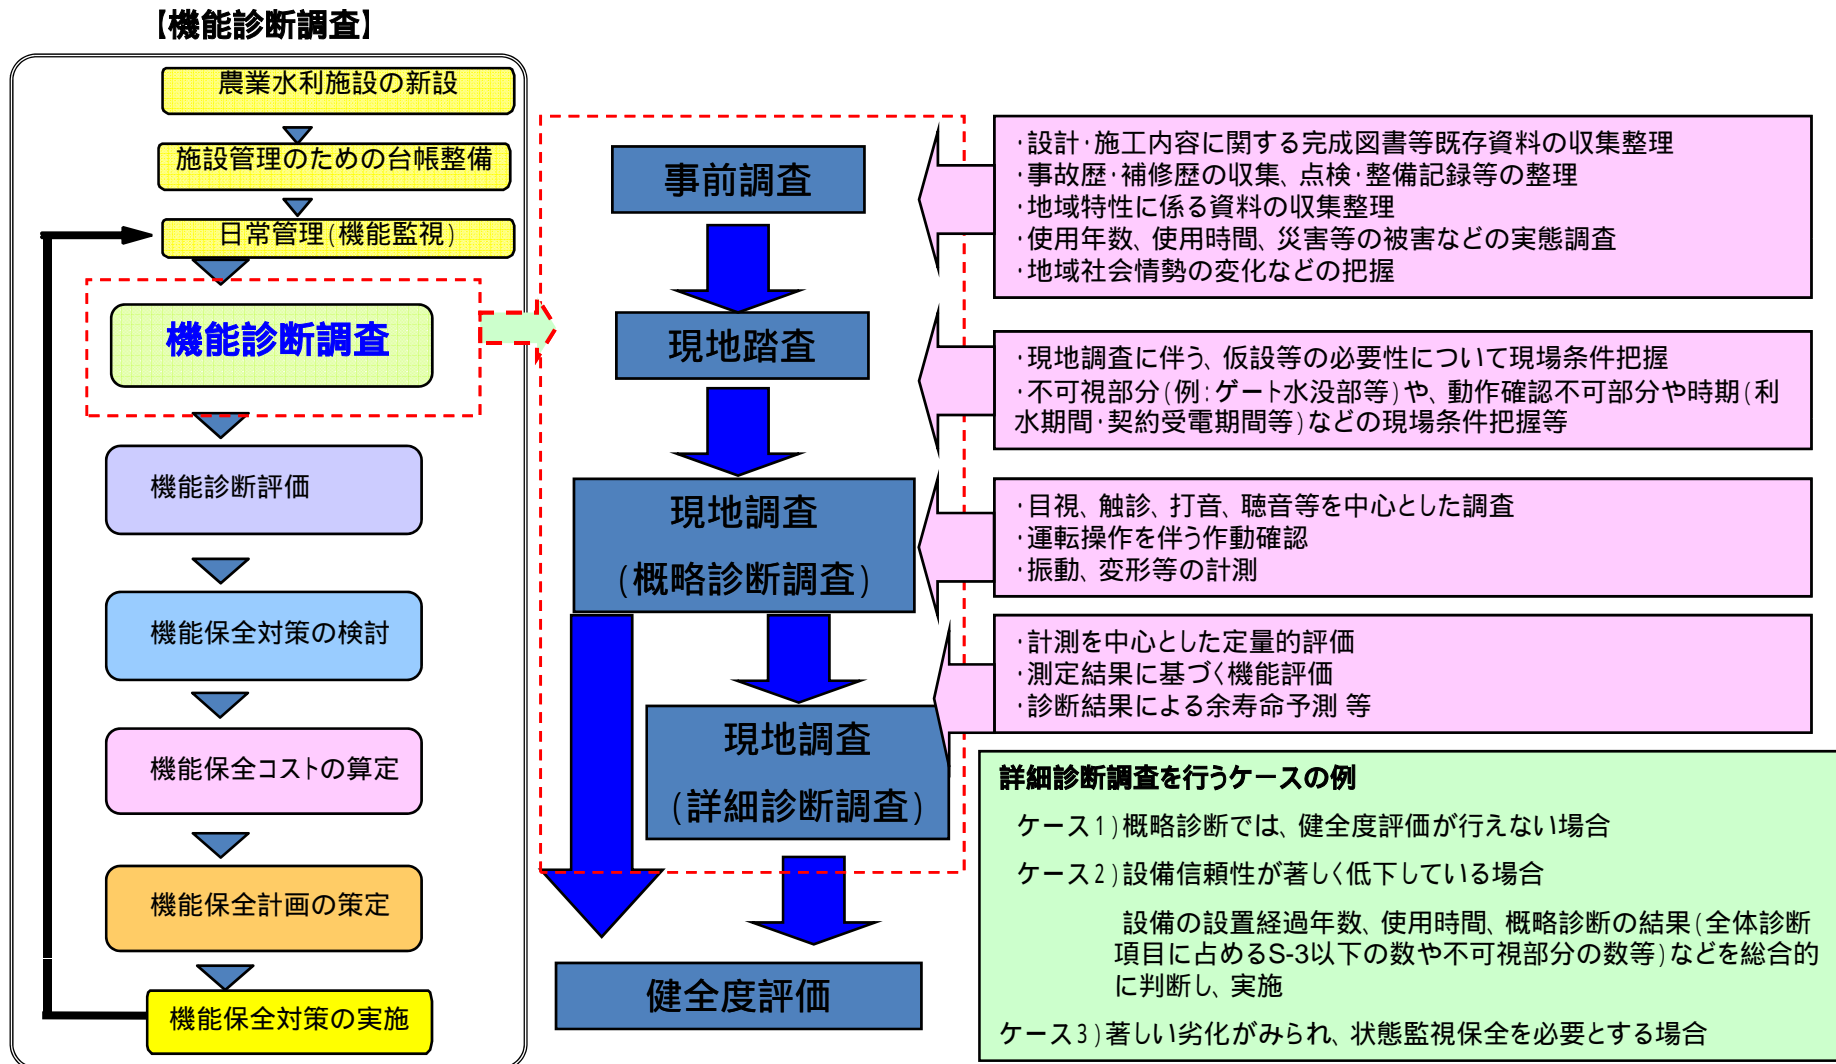 【機能診断調査】
農業水利施設の新設
施設管理のための台帳整備
日常管理(機能監視)
機能診断調査
機能診断評価
機能保全対策の検討
機能保全コストの算定
機能保全計画の策定
機能保全対策の実施
事前調査
現地踏査
現地調査
(概略診断調査)
現地調査
(詳細診断調査)
健全度評価
・設計・施工内容に関する完成図書等既存資料の収集整理
・事故歴・補修歴の収集、点検・整備記録等の整理
・地域特性に係る資料の収集整理
・使用年数、使用時間、災害等の被害などの実態調査
・地域社会情勢の変化などの把握
・現地調査に伴う、仮設等の必要性について現場条件把握
・不可視部分(例:ゲート水没部等)や、動作確認不可部分や時期(利
水期間・契約受電期間等)などの現場条件把握等
・目視、触診、打音、聴音等を中心とした調査
・運転操作を伴う作動確認
・振動、変形等の計測
・計測を中心とした定量的評価
・測定結果に基づく機能評価
・診断結果による余寿命予測 等
詳細診断調査を行うケースの例
ケース1)概略診断では、健全度評価が行えない場合
ケース2)設備信頼性が著しく低下している場合
設備の設置経過年数、使用時間、概略診断の結果(全体診断
項目に占めるS-3以下の数や不可視部分の数等)などを総合的
に判断し、実施
ケース3)著しい劣化がみられ、状態監視保全を必要とする場合